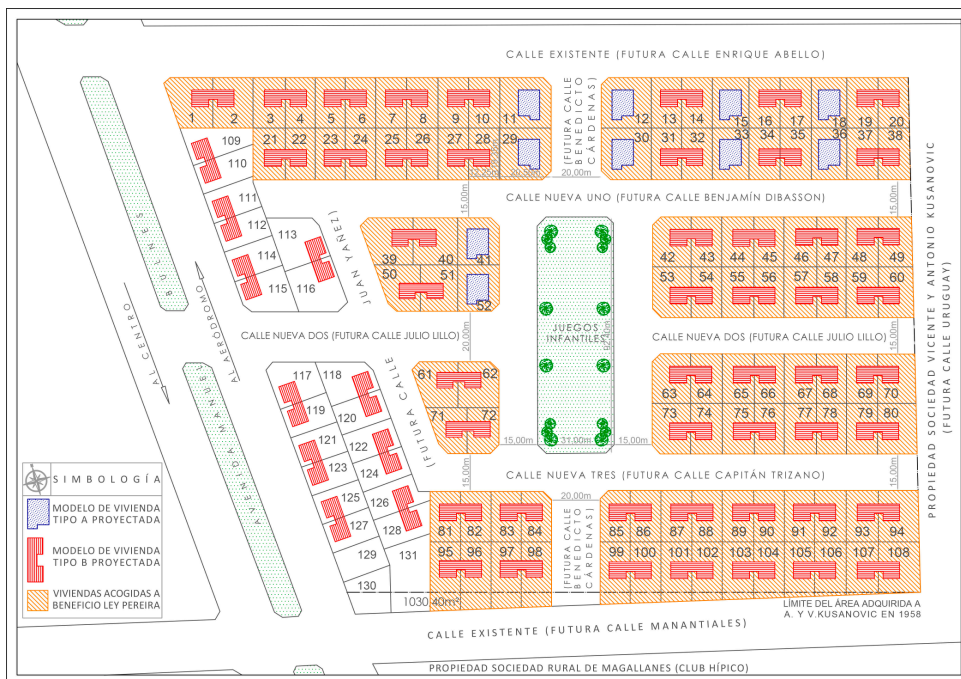 CALLE EXISTENTE (FUTURA CALLE ENRIQUE ABELLO)
(FUTURA CALLE
BENEDICTO
CÁRDENAS)
1 2 3 4 5 6 7 8 9 10 11
12 13 14 15 16 17 18 19 20
21 22 23 24 25 26 27 28 29
30 31 32 33 34 35 36 37 38
20,50m 20,00m
109
110
111
112
113
114
115
116
15,00m
15,00m
CALLE NUEVA UNO (FUTURA CALLE BENJAMÍN DIBASSON)
39 40 41
50 51 52
42 43 44 45 46 47 48 49
53 54 55 56 57 58 59 60
JUEGOS
INFANTILES
JUAN YAÑEZ)
(FUTURA CALLE
CALLE NUEVA DOS (FUTURA CALLE JULIO LILLO)
CALLE NUEVA DOS (FUTURA CALLE JULIO LILLO)
20,00m
15,00m
AL CENTRO
AL AERÓDROMO
AVENIDA MANUEL BULNES
117 118
119
120
121
122
123
124
125
126
127
128
129
130
131
61 62
71 72
63 64 65 66 67 68 69 70
73 74 75 76 77 78 79 80
15,00m 31,00m 15,00m
15,00m
15,00m
CALLE NUEVA TRES (FUTURA CALLE CAPITÁN TRIZANO)
20,00m
(FUTURA CALLE
BENEDICTO
CÁRDENAS)
81 82 83 84
85 86 87 88 89 90 91 92 93 94
95 96 97 98
99 100 101 102 103 104 105 106 107 108
1030,40m²
LÍMITE DEL ÁREA ADQUIRIDA A
A. Y V.KUSANOVIC EN 1958
CALLE EXISTENTE (FUTURA CALLE MANANTIALES)
PROPIEDAD SOCIEDAD RURAL DE MAGALLANES (CLUB HÍPICO)
PROPIEDAD SOCIEDAD VICENTE Y ANTONIO KUSANOVIC
(FUTURA CALLE URUGUAY)
SIMBOLOGÍA
MODELO DE VIVIENDA
TIPO A PROYECTADA
MODELO DE VIVIENDA
TIPO B PROYECTADA
VIVIENDAS ACOGIDAS A
BENEFICIO LEY PEREIRA